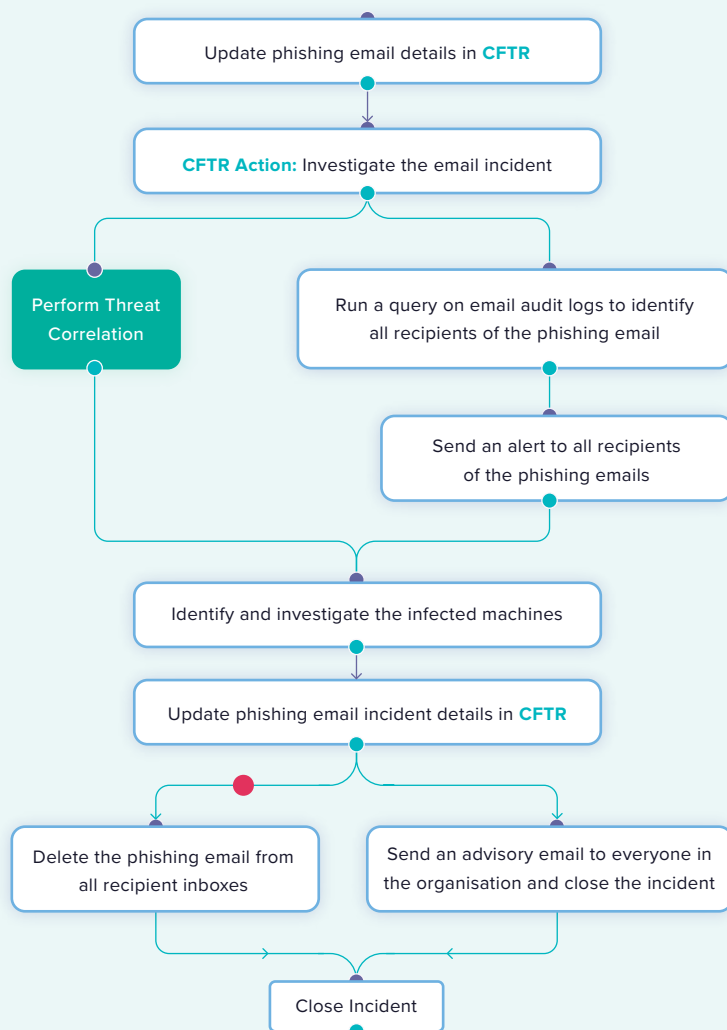 Update phishing email details in CFTR
CFTR Action: Investigate the email incident
Perform Threat
Correlation
Run a query on email audit logs to identify
all recipients of the phishing email
Send an alert to all recipients
of the phishing emails
Identify and investigate the infected machines
Update phishing email incident details in CFTR
Delete the phishing email from
all recipient inboxes
Send an advisory email to everyone in
the organisation and close the incident
Close Incident